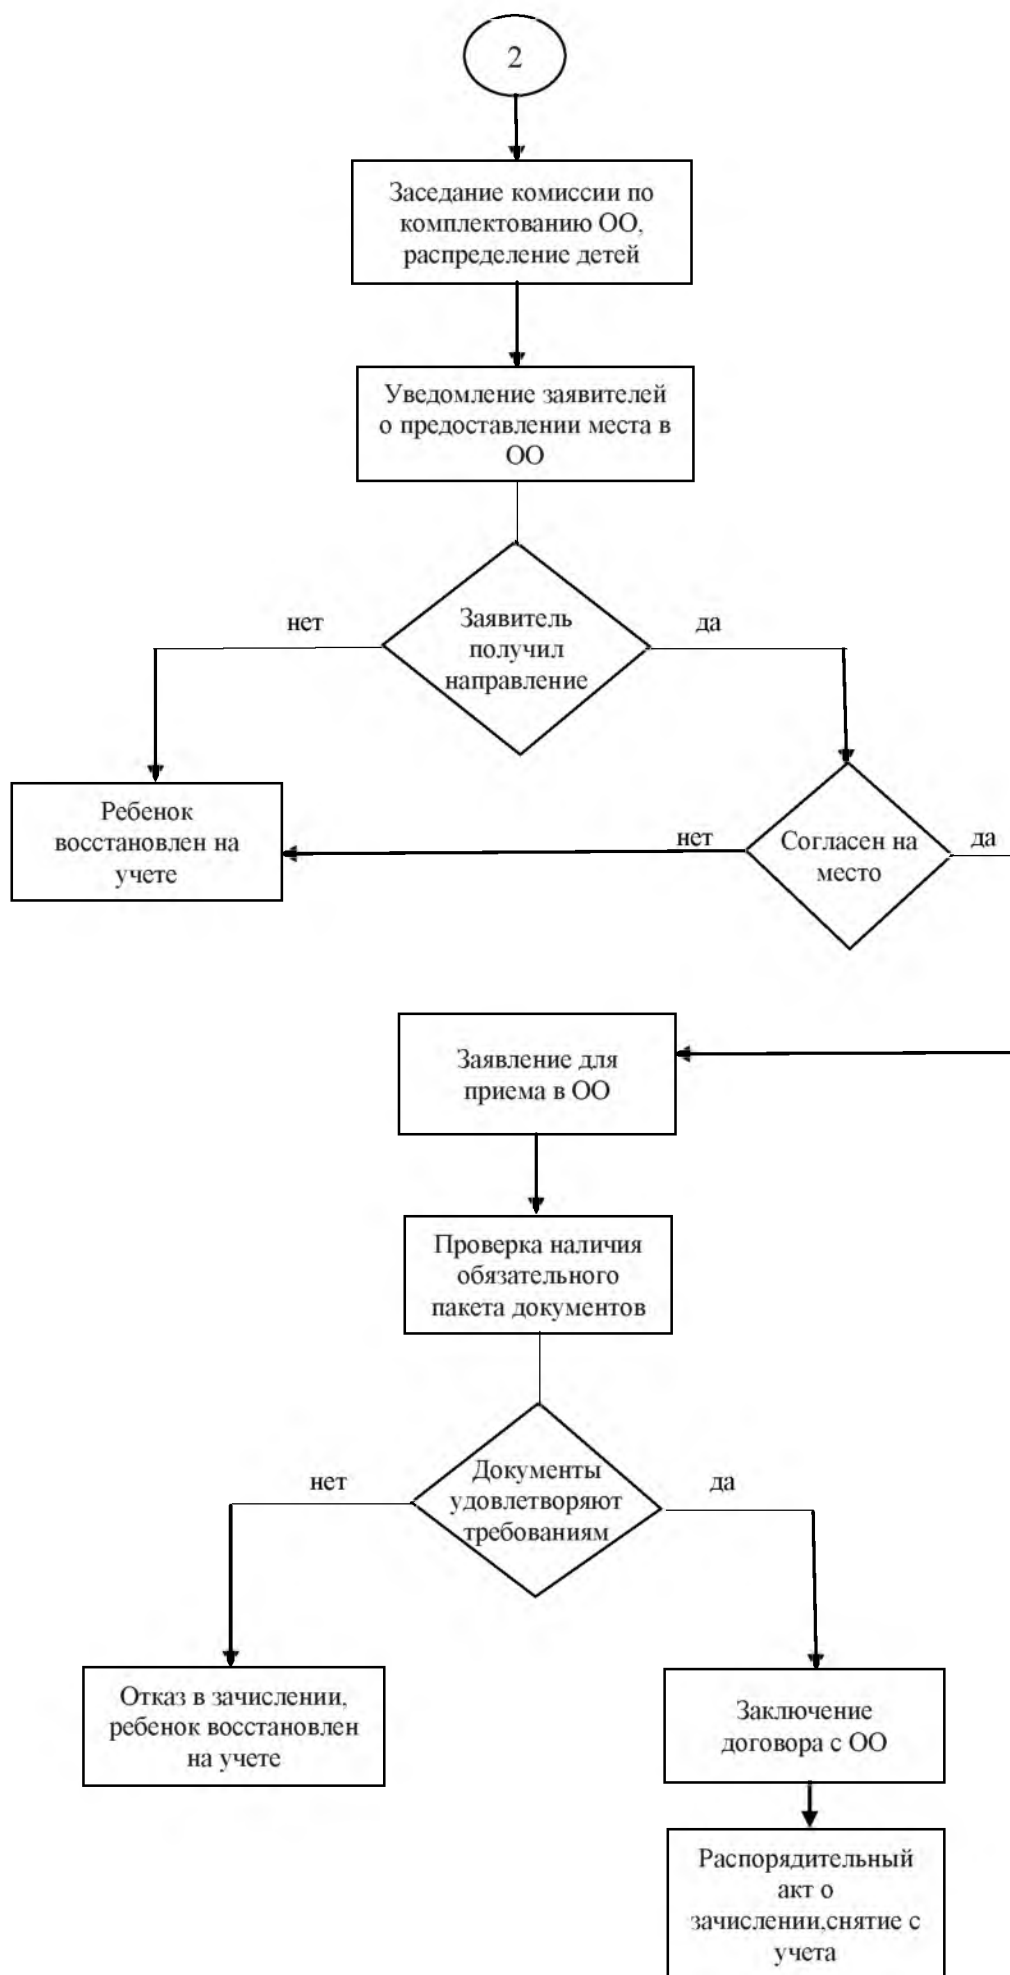 2
Заседание комиссии по
комплектованию ОО,
распределение детей
Уведомление заявителей
о предоставлении места в
ОО
нет
Заявитель
получил
направление
да
Ребенок
восстановлен на
учете
нет
Согласен на
место
да
Заявление для
приема в ОО
Проверка наличия
обязательного
пакета документов
нет
Документы
удовлетворяют
требованиям
да
Отказ в зачислении,
ребенок восстановлен
на учете
Заключение
договора с ОО
Распорядительный
акт о
зачислении,снятие с
учета